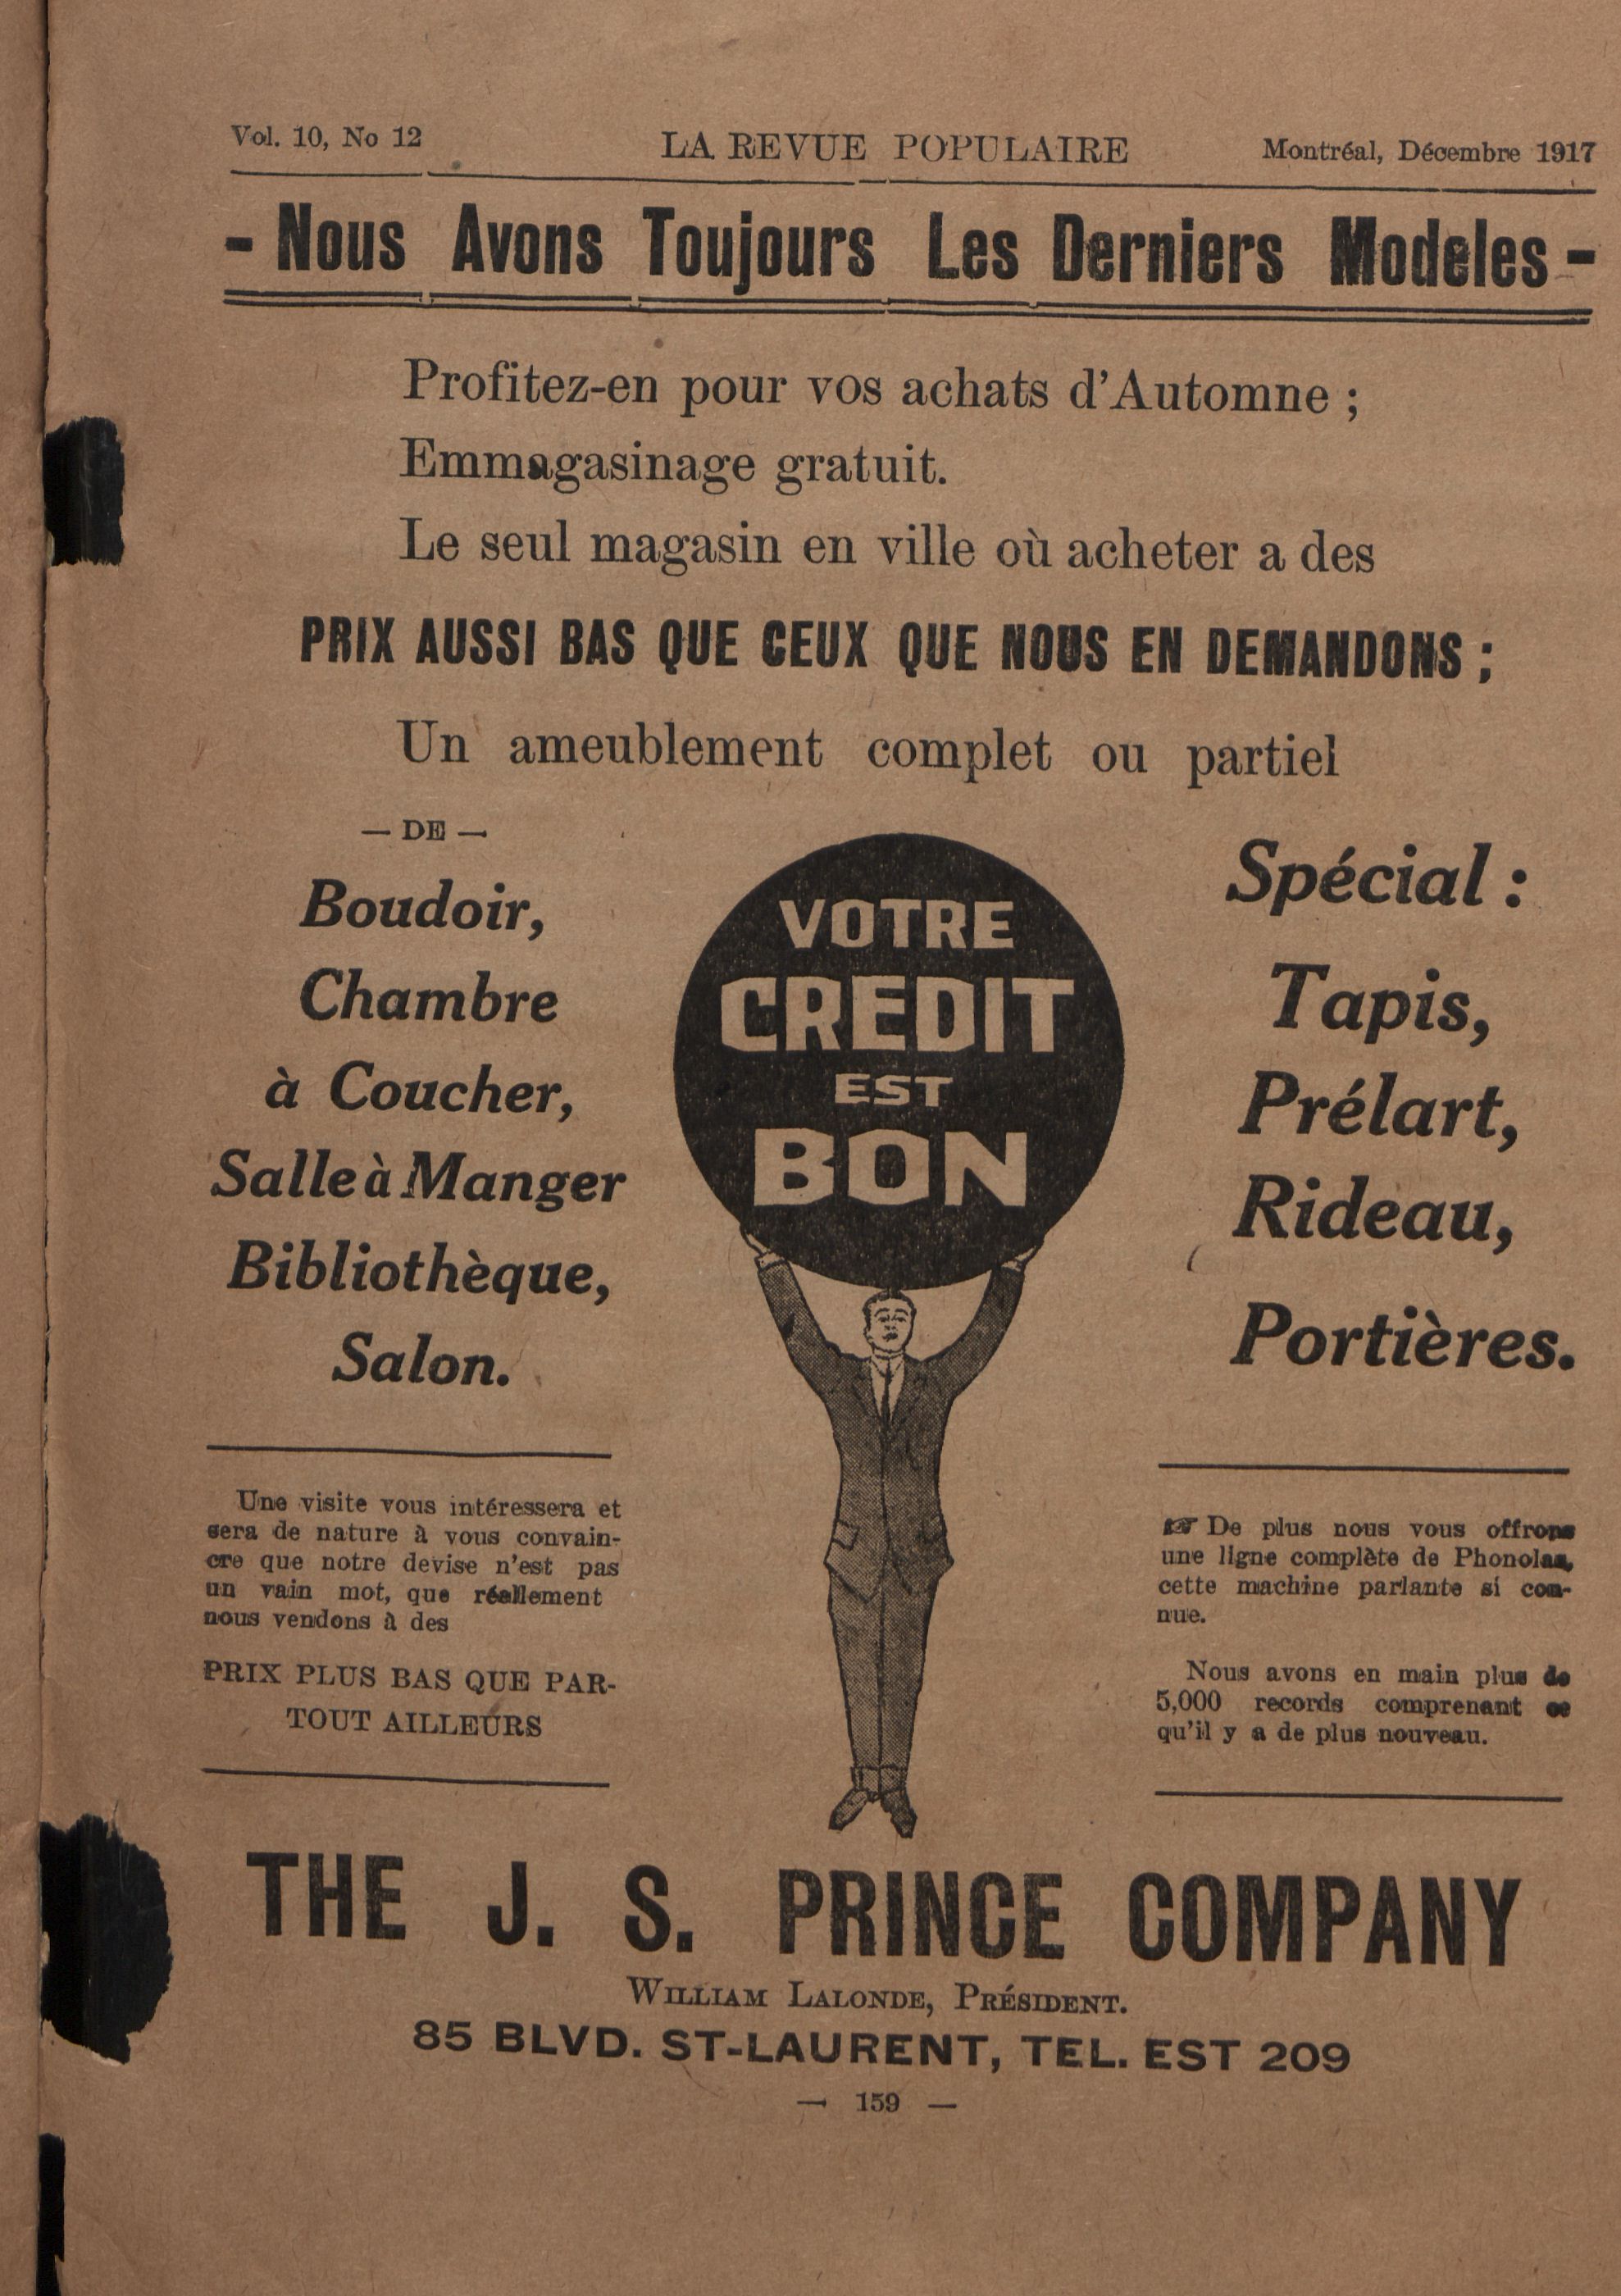 Vol. 10, No 12
LA REVUE POPULAIRE
Montréal, Décembre 1917
- Nous Avons Toujours Les Derniers Modeles -
Profitez-en pour vos achats d'Automne ;
Emmagasinage gratuit.
Le seul magasin en ville où acheter a des
PRIX AUSSI BAS QUE CEUX QUE NOUS EN DEMANDONS ;
Un ameublement complet ou partiel
— DE —
Boudoir,
Chambre
à Coucher,
Salle à Manger
Bibliothèque,
Salon.
Une visite vous intéressera et
sera de nature à vous convain-
cre que notre devise n'est pas
un vain mot, que réellement
nous vendons à des
PRIX PLUS BAS QUE PAR-
TOUT AILLEURS
VOTRE
CREDIT
EST
BON
Spécial :
Tapis,
Prélart,
Rideau,
Portières.
☞ De plus nous vous offrons
une ligne complète de Phonolas,
cette machine parlante si con-
nue.
Nous avons en main plus de
5,000 records comprenant ce
qu'il y a de plus nouveau.
THE J. S. PRINCE COMPANY
WILLIAM LALONDE, PRÉSIDENT.
85 BLVD. ST-LAURENT, TEL. EST 209
— 159 —